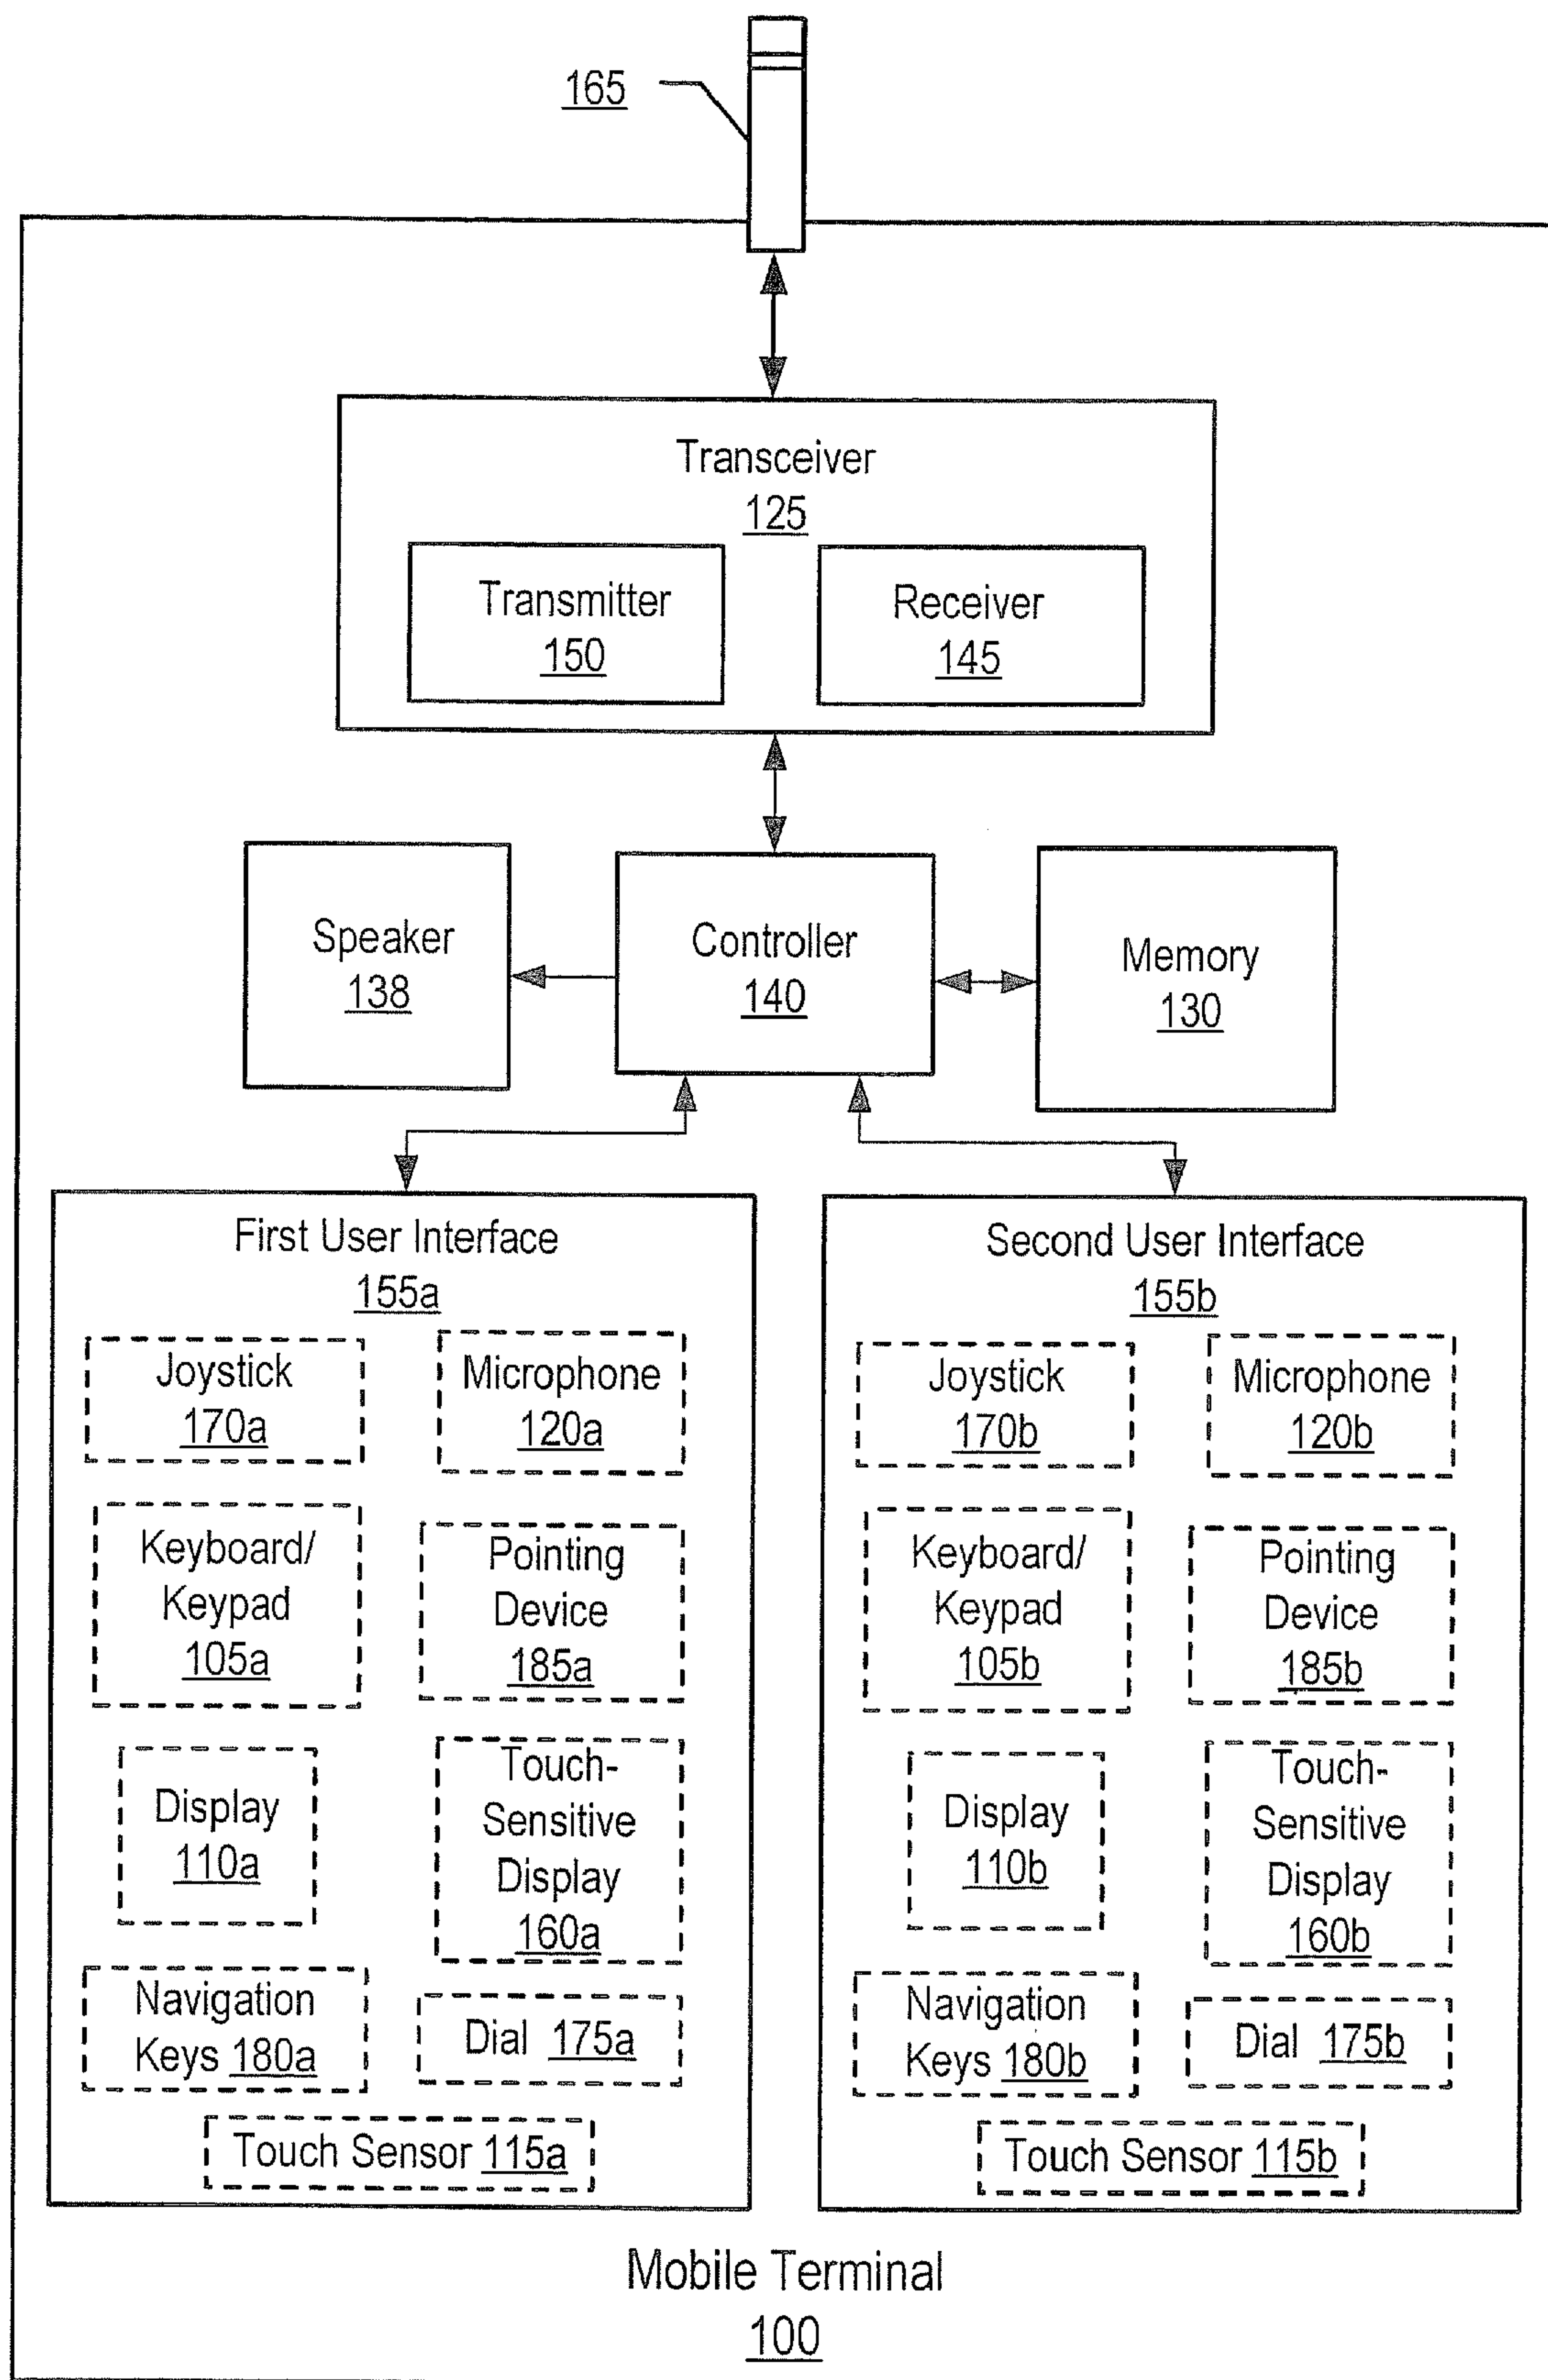 165
Transceiver
125
Transmitter
150
Receiver
145
Speaker
138
Controller
140
Memory
130
First User Interface
155a
Joystick
170a
Microphone
120a
Keyboard/
Keypad
105a
Pointing
Device
185a
Display
110a
Touch-
Sensitive
Display
160a
Navigation
Keys 180a
Dial 175a
Touch Sensor 115a
Second User Interface
155b
Joystick
170b
Microphone
120b
Keyboard/
Keypad
105b
Pointing
Device
185b
Display
110b
Touch-
Sensitive
Display
160b
Navigation
Keys 180b
Dial 175b
Touch Sensor 115b
Mobile Terminal
100